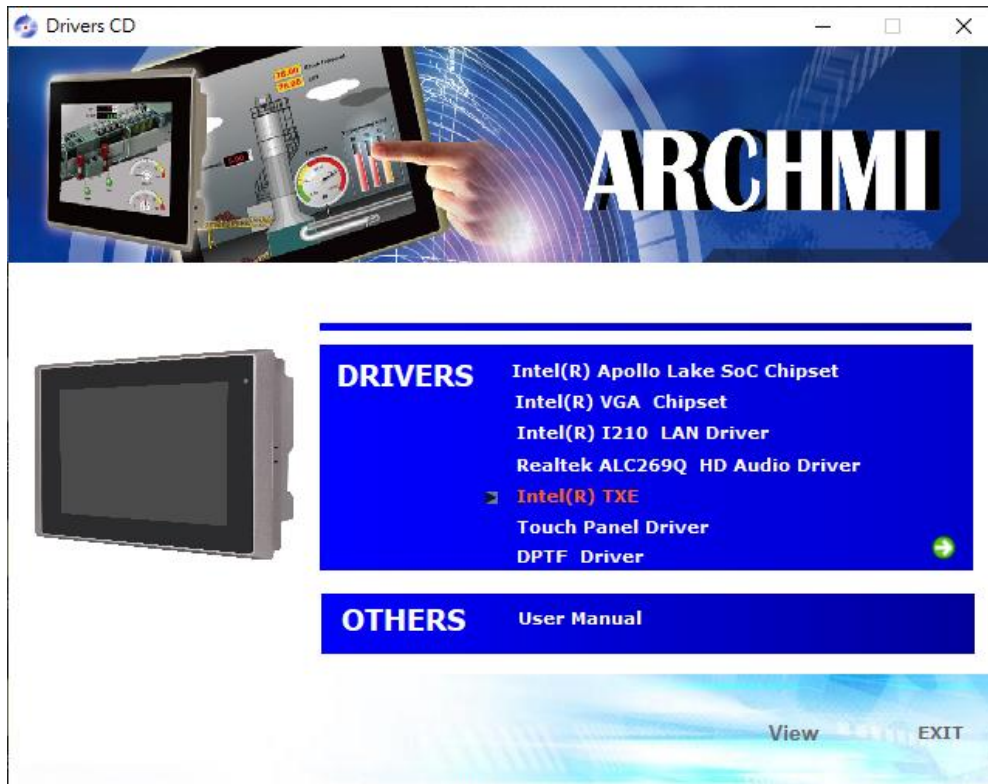 Drivers CD
ARCHMI
DRIVERS
Intel(R) Apollo Lake SoC Chipset
Intel(R) VGA Chipset
Intel(R) I210 LAN Driver
Realtek ALC269Q HD Audio Driver
Intel(R) TXE
Touch Panel Driver
DPTF Driver
OTHERS
User Manual
View
EXIT